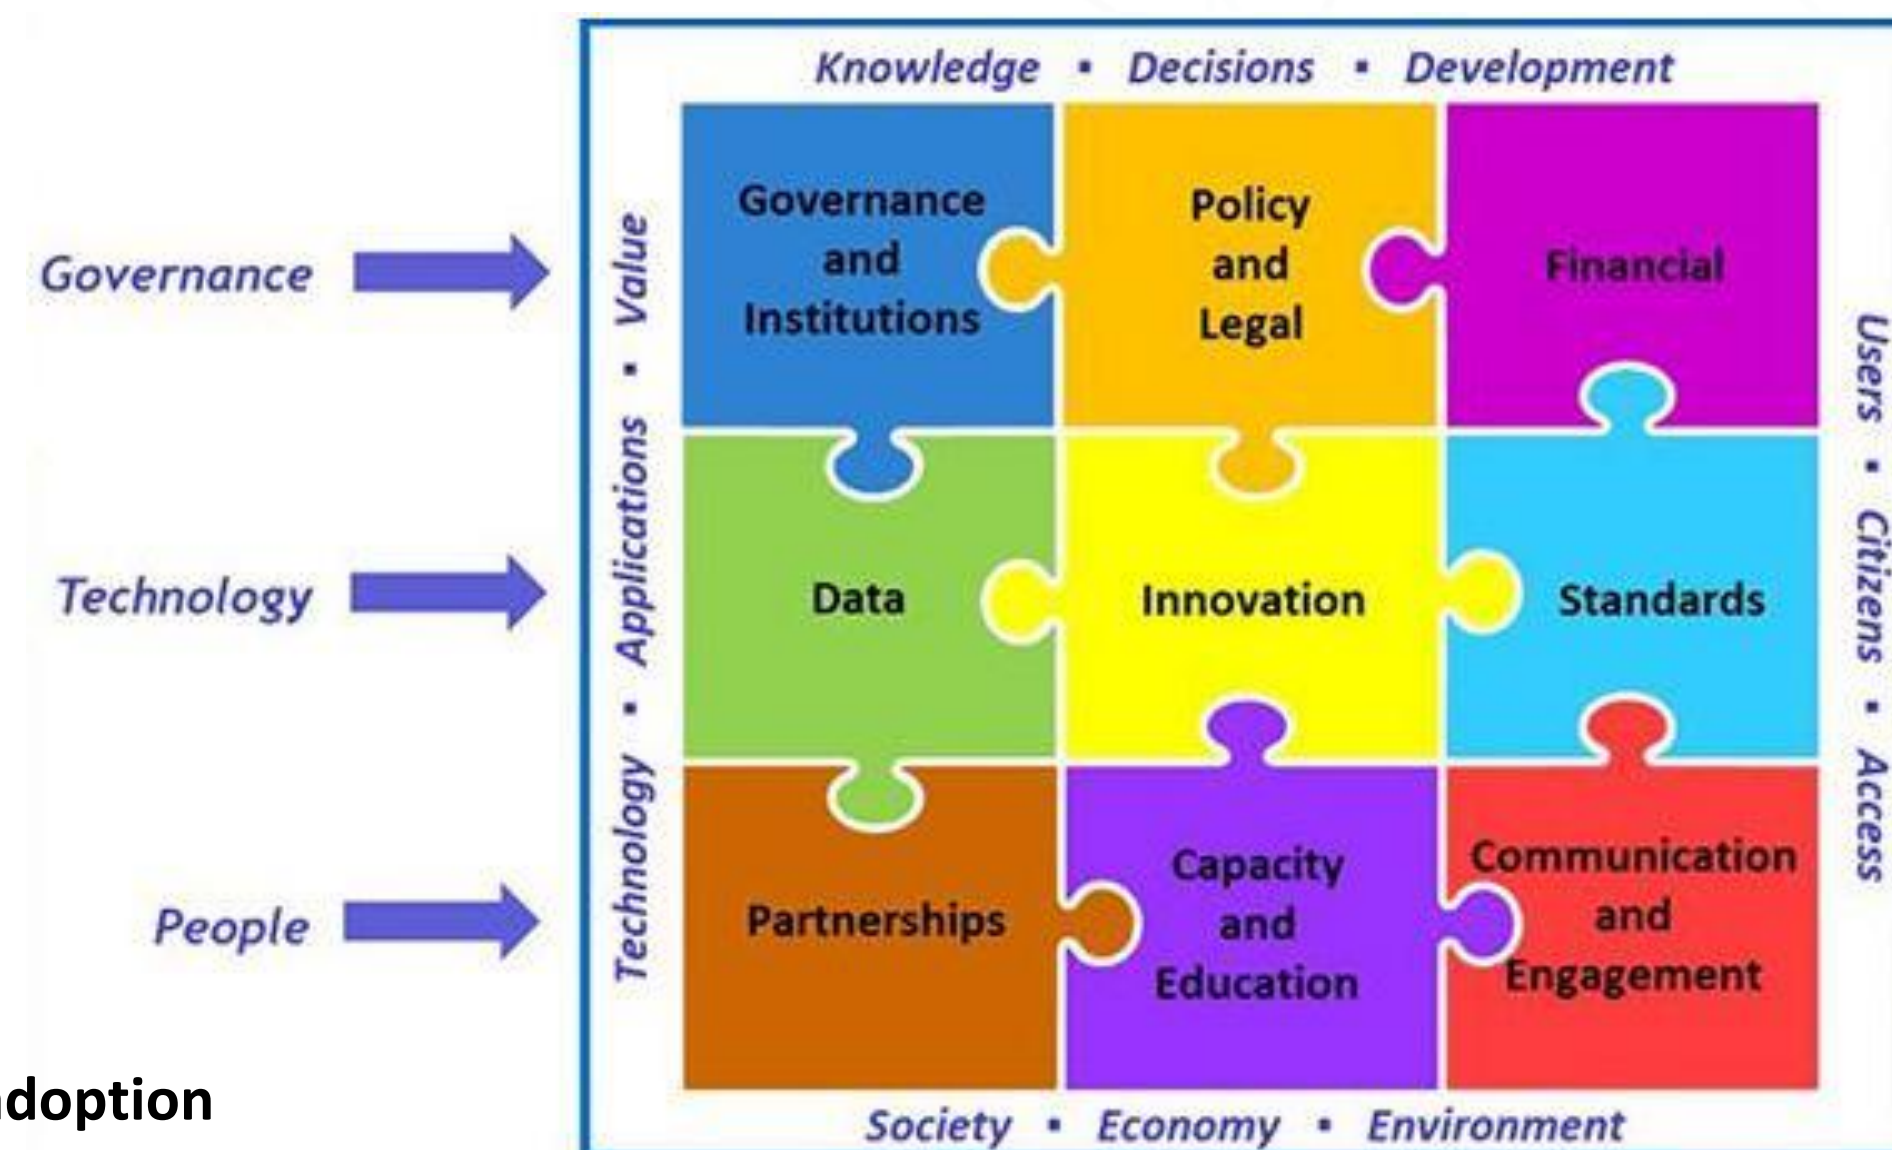 Knowledge ▪ Decisions ▪ Development
Governance
Technology
People
Technology ▪ Applications ▪ Value
Governance
and
Institutions
Policy
and
Legal
Financial
Data
Innovation
Standards
Partnerships
Capacity
and
Education
Communication
and
Engagement
Users ▪ Citizens ▪ Access
Society ▪ Economy ▪ Environment